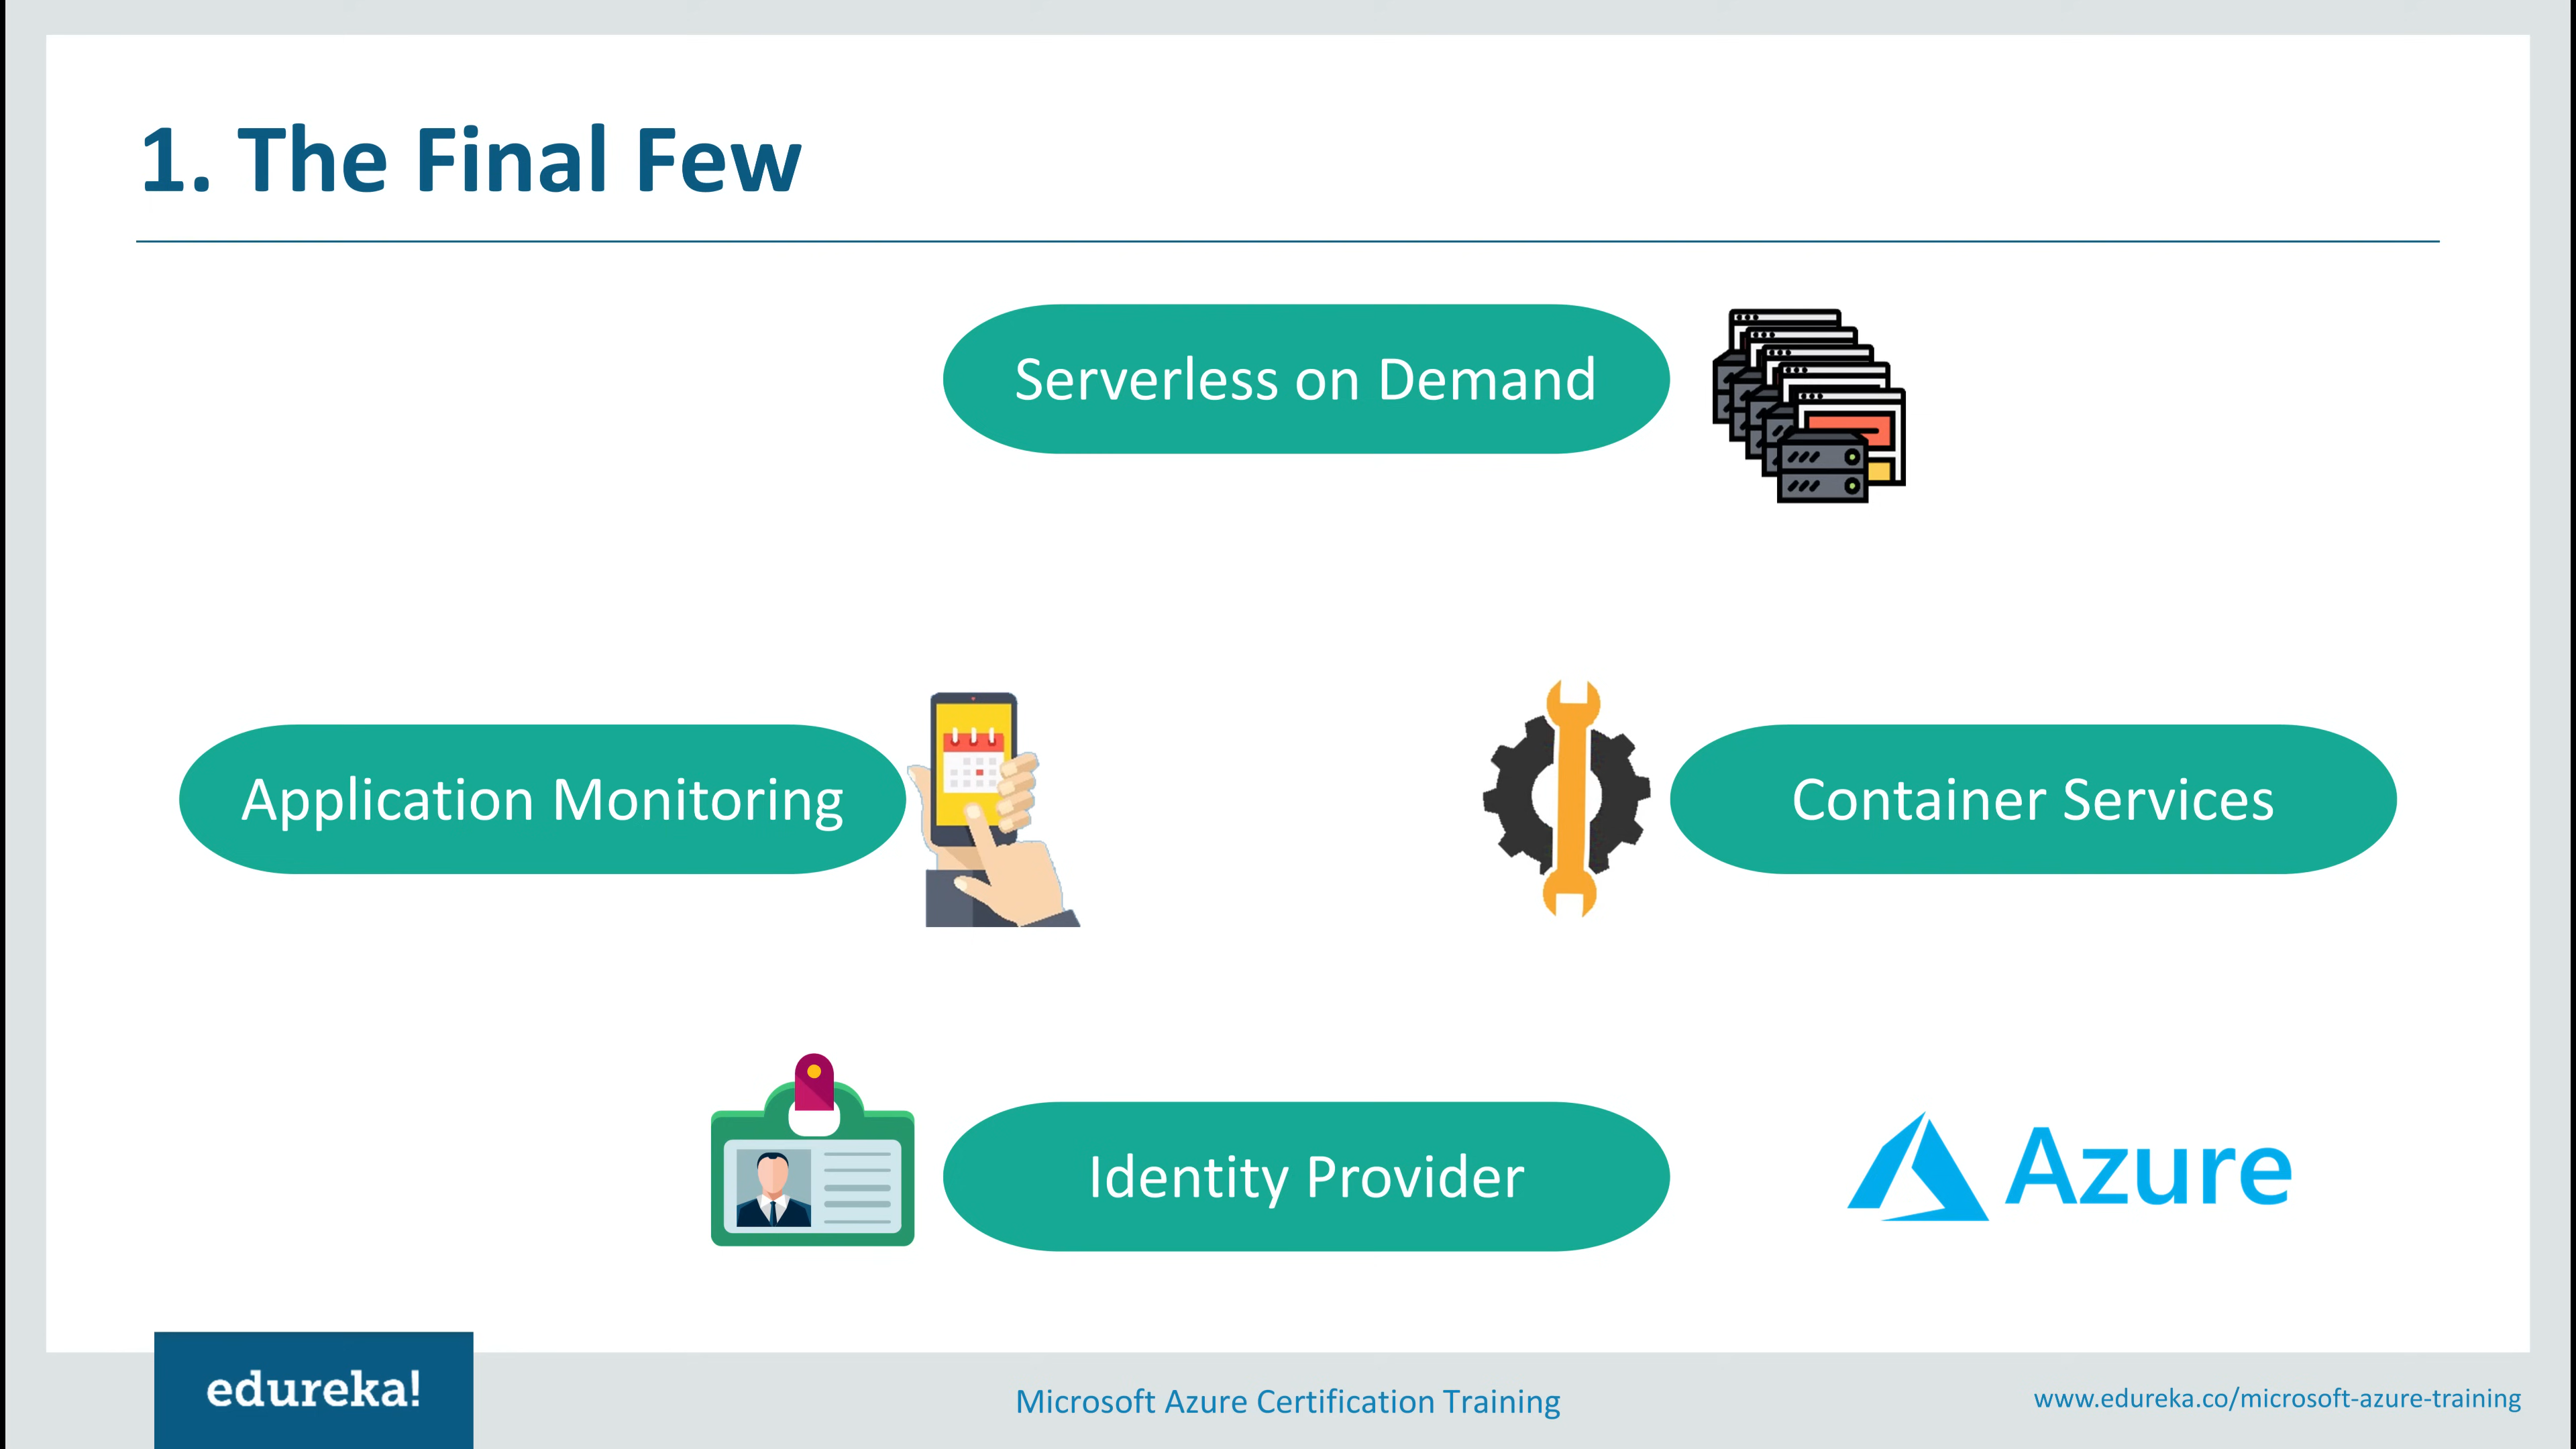 1. The Final Few
Serverless on Demand
Application Monitoring
Container Services
Identity Provider
Azure
edureka!
Microsoft Azure Certification Training
www.edureka.co/microsoft-azure-training